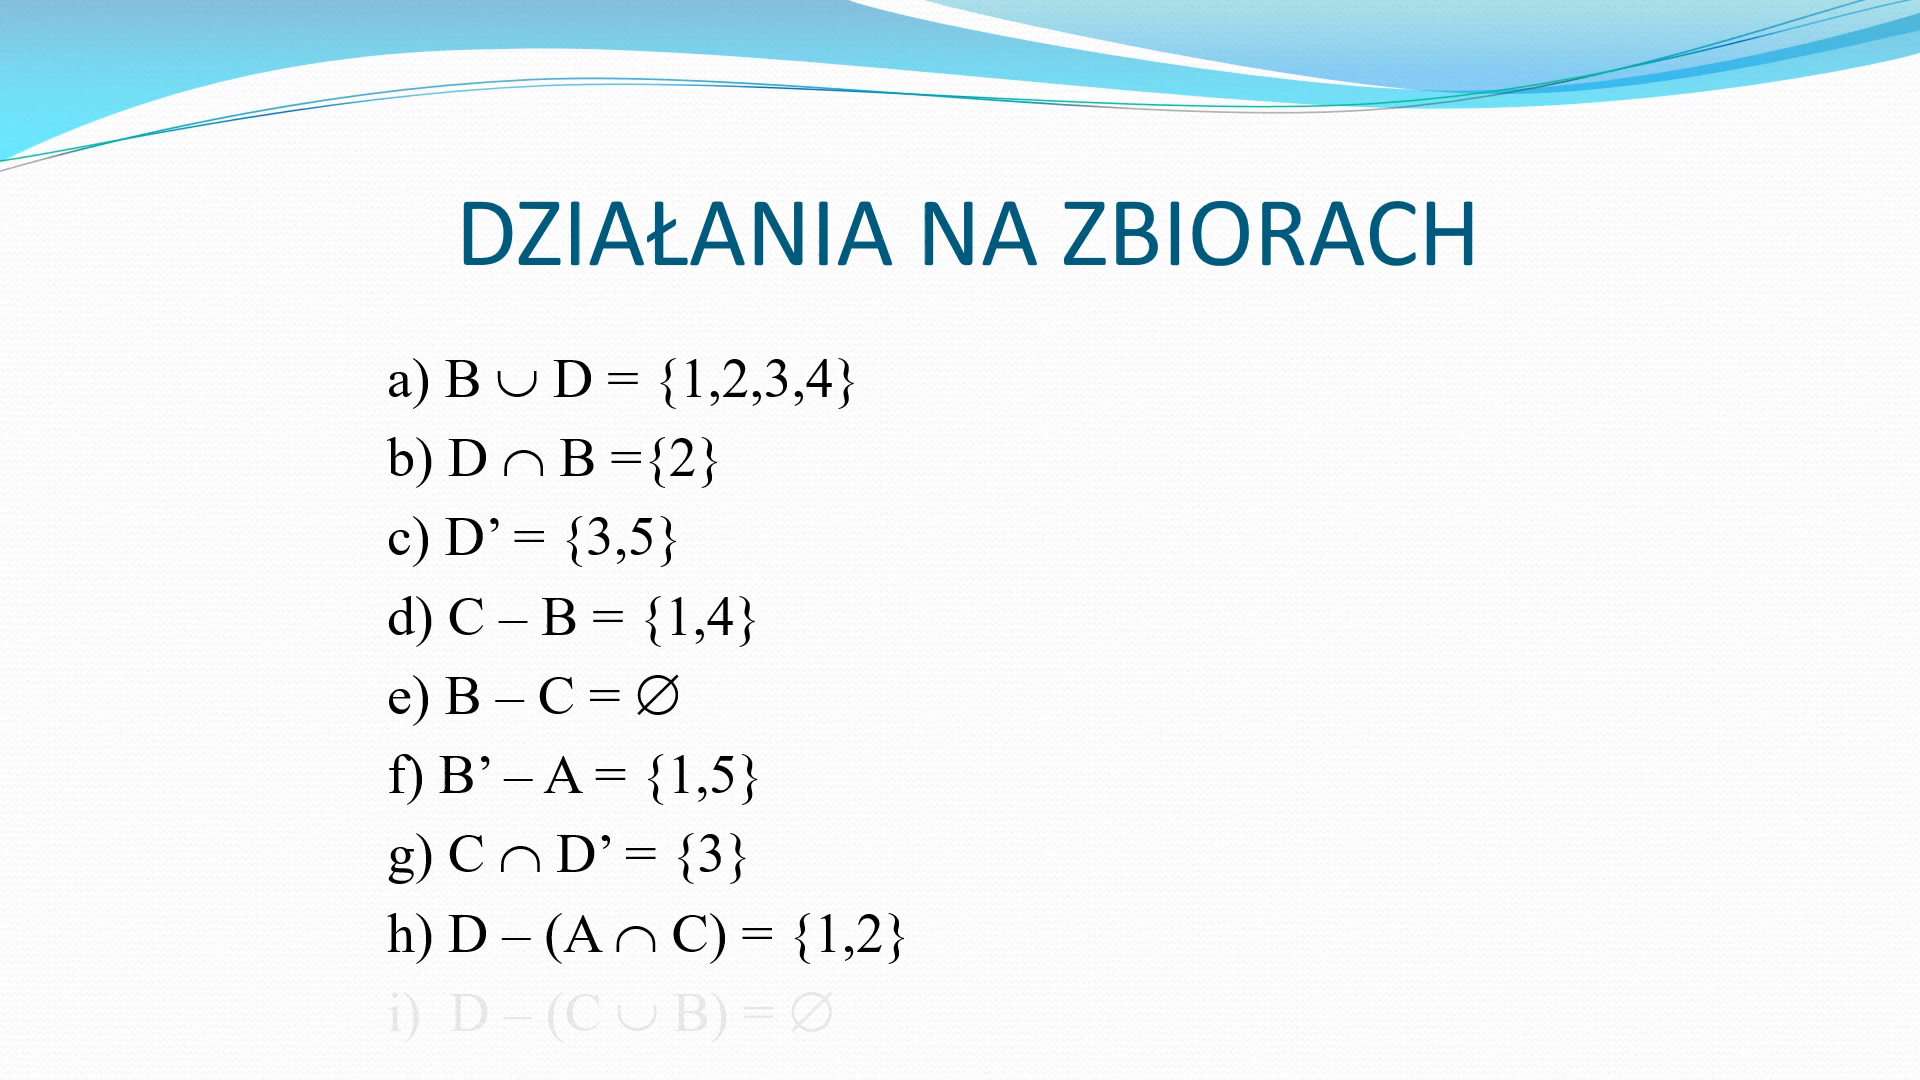 DZIAŁANIA NA ZBIORACH
a) B ∪ D = {1,2,3,4}
b) D ∩ B ={2}
c) D’ = {3,5}
d) C – B = {1,4}
e) B – C = ∅
f) B’ – A = {1,5}
g) C ∩ D’ = {3}
h) D – (A ∩ C) = {1,2}
i) D – (C ∪ B) = ∅